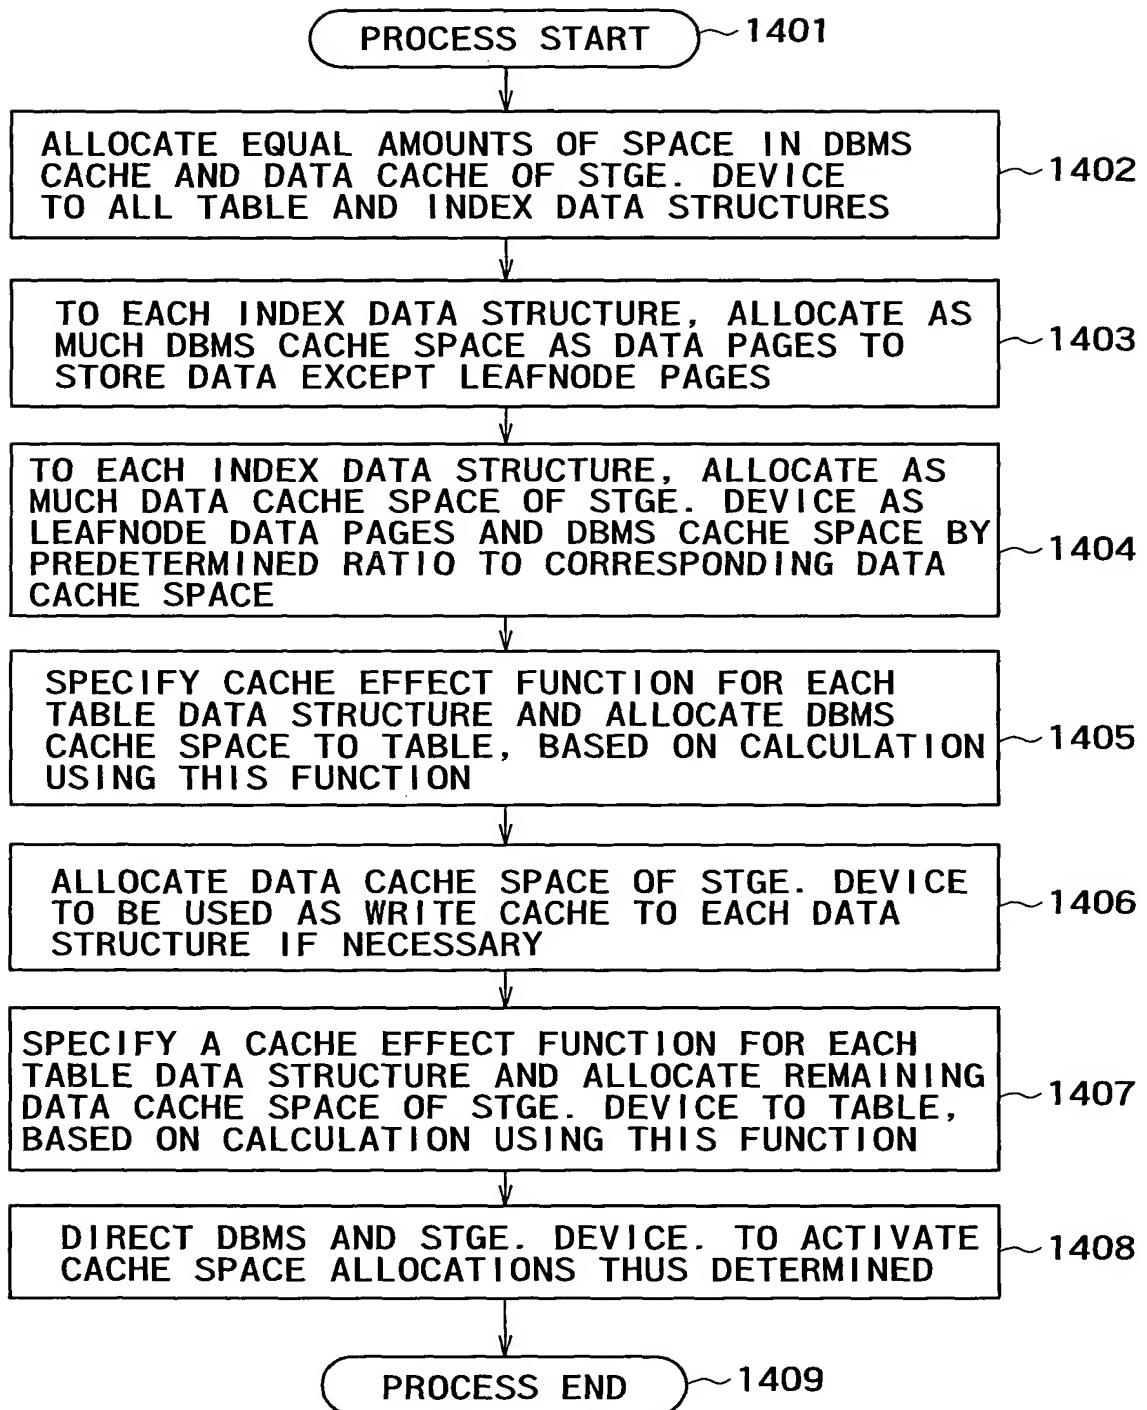 PROCESS START
1401
ALLOCATE EQUAL AMOUNTS OF SPACE IN DBMS
CACHE AND DATA CACHE OF STGE. DEVICE
TO ALL TABLE AND INDEX DATA STRUCTURES
1402
TO EACH INDEX DATA STRUCTURE, ALLOCATE AS
MUCH DBMS CACHE SPACE AS DATA PAGES TO
STORE DATA EXCEPT LEAFNODE PAGES
1403
TO EACH INDEX DATA STRUCTURE, ALLOCATE AS
MUCH DATA CACHE SPACE OF STGE. DEVICE AS
LEAFNODE DATA PAGES AND DBMS CACHE SPACE BY
PREDETERMINED RATIO TO CORRESPONDING DATA
CACHE SPACE
1404
SPECIFY CACHE EFFECT FUNCTION FOR EACH
TABLE DATA STRUCTURE AND ALLOCATE DBMS
CACHE SPACE TO TABLE, BASED ON CALCULATION
USING THIS FUNCTION
1405
ALLOCATE DATA CACHE SPACE OF STGE. DEVICE
TO BE USED AS WRITE CACHE TO EACH DATA
STRUCTURE IF NECESSARY
1406
SPECIFY A CACHE EFFECT FUNCTION FOR EACH
TABLE DATA STRUCTURE AND ALLOCATE REMAINING
DATA CACHE SPACE OF STGE. DEVICE TO TABLE,
BASED ON CALCULATION USING THIS FUNCTION
1407
DIRECT DBMS AND STGE. DEVICE. TO ACTIVATE
CACHE SPACE ALLOCATIONS THUS DETERMINED
1408
PROCESS END
1409